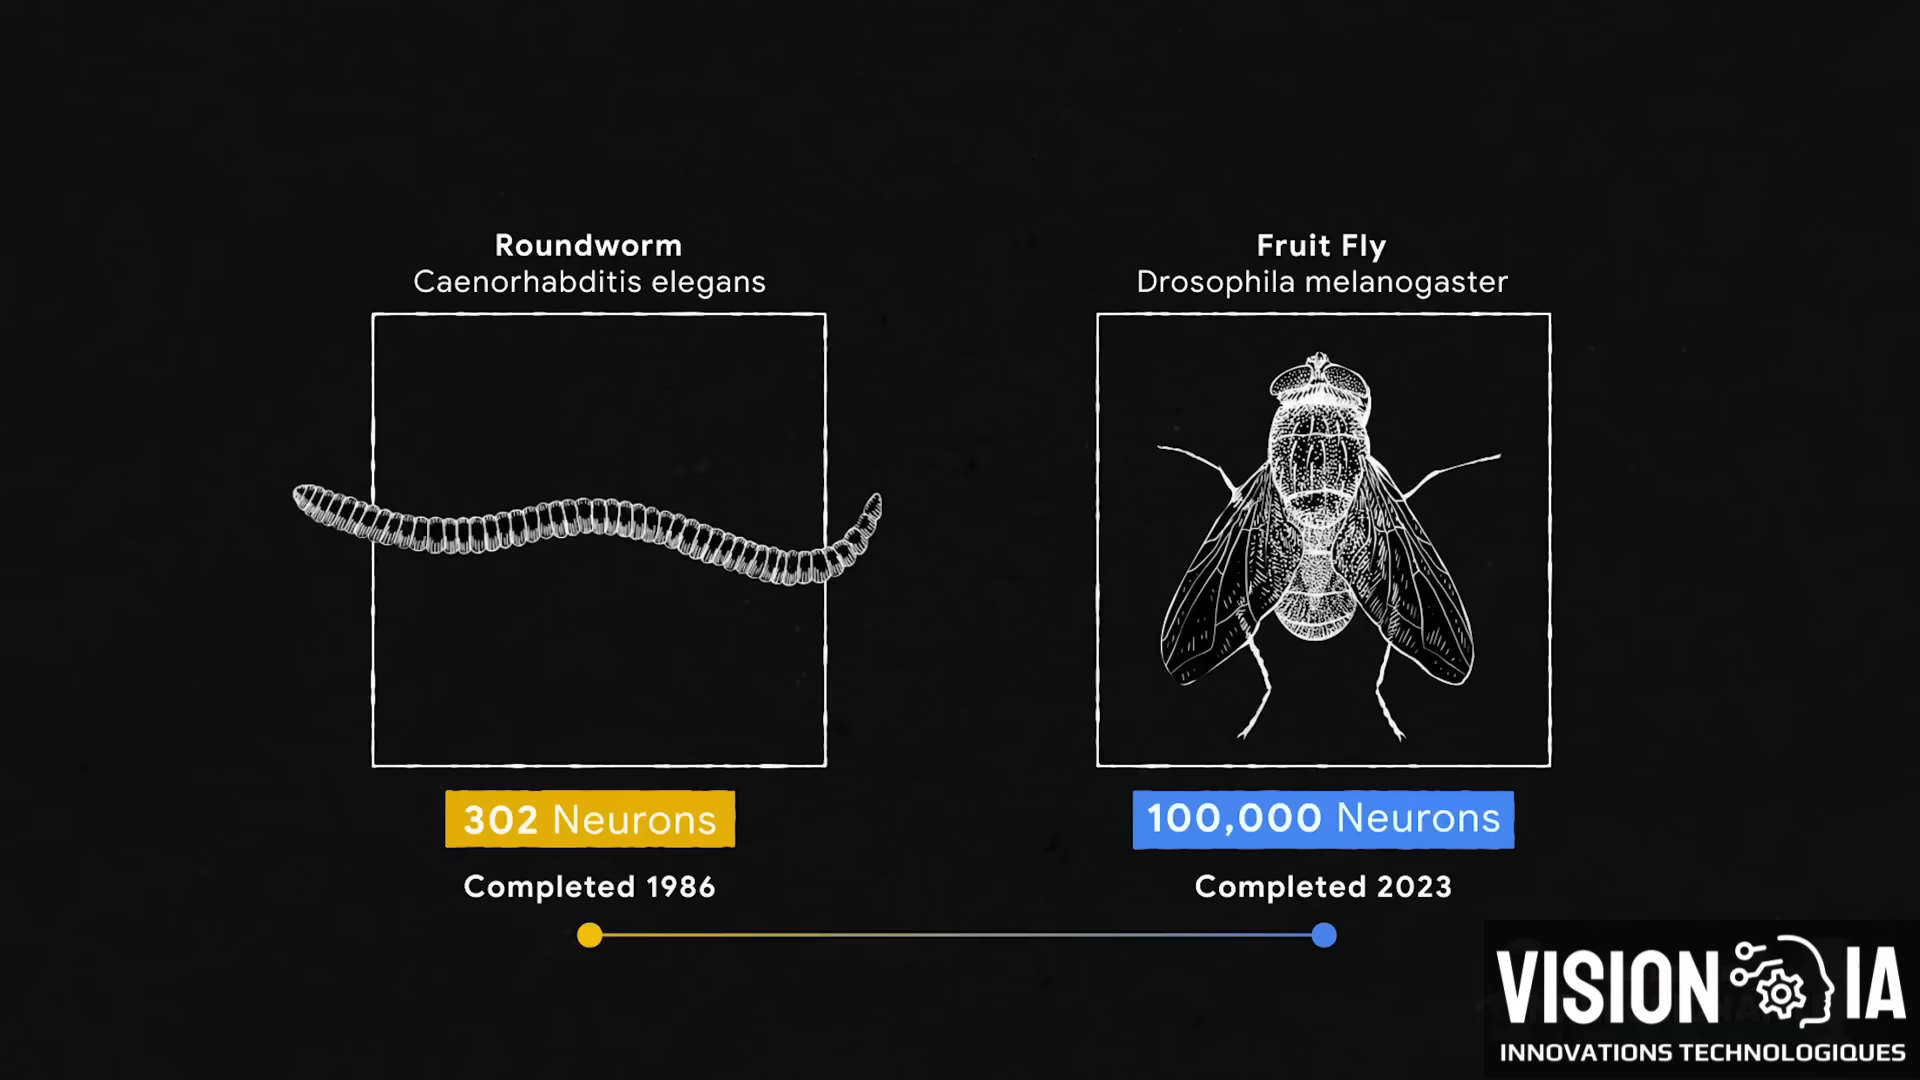 Roundworm
Caenorhabditis elegans
302 Neurons
Completed 1986
Fruit Fly
Drosophila melanogaster
100,000 Neurons
Completed 2023
VISION IA
INNOVATIONS TECHNOLOGIQUES